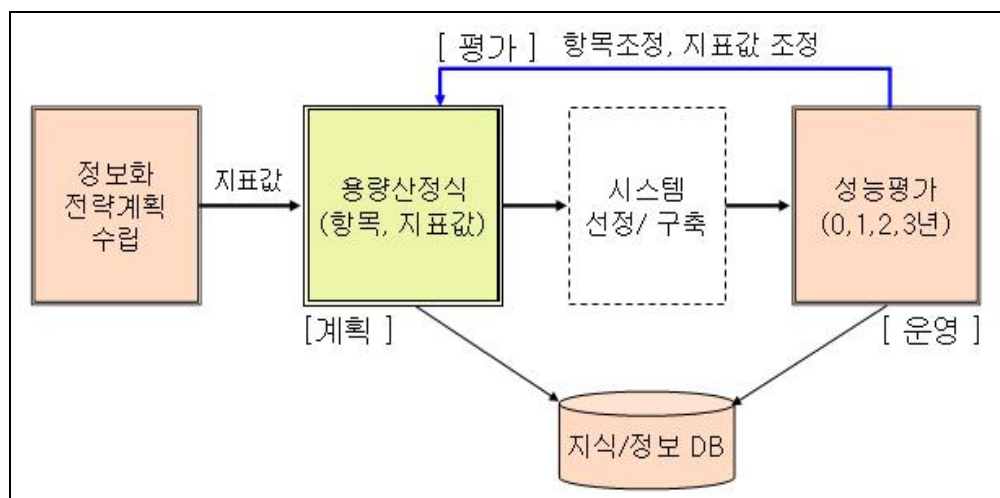 [ 평가 ] 항목조정, 지표값 조정
정보화
전략계획
수립
지표값
용량산정식
(항목, 지표값)
시스템
선정/ 구축
성능평가
(0,1,2,3년)
[계획 ]
[ 운영 ]
지식/정보 DB